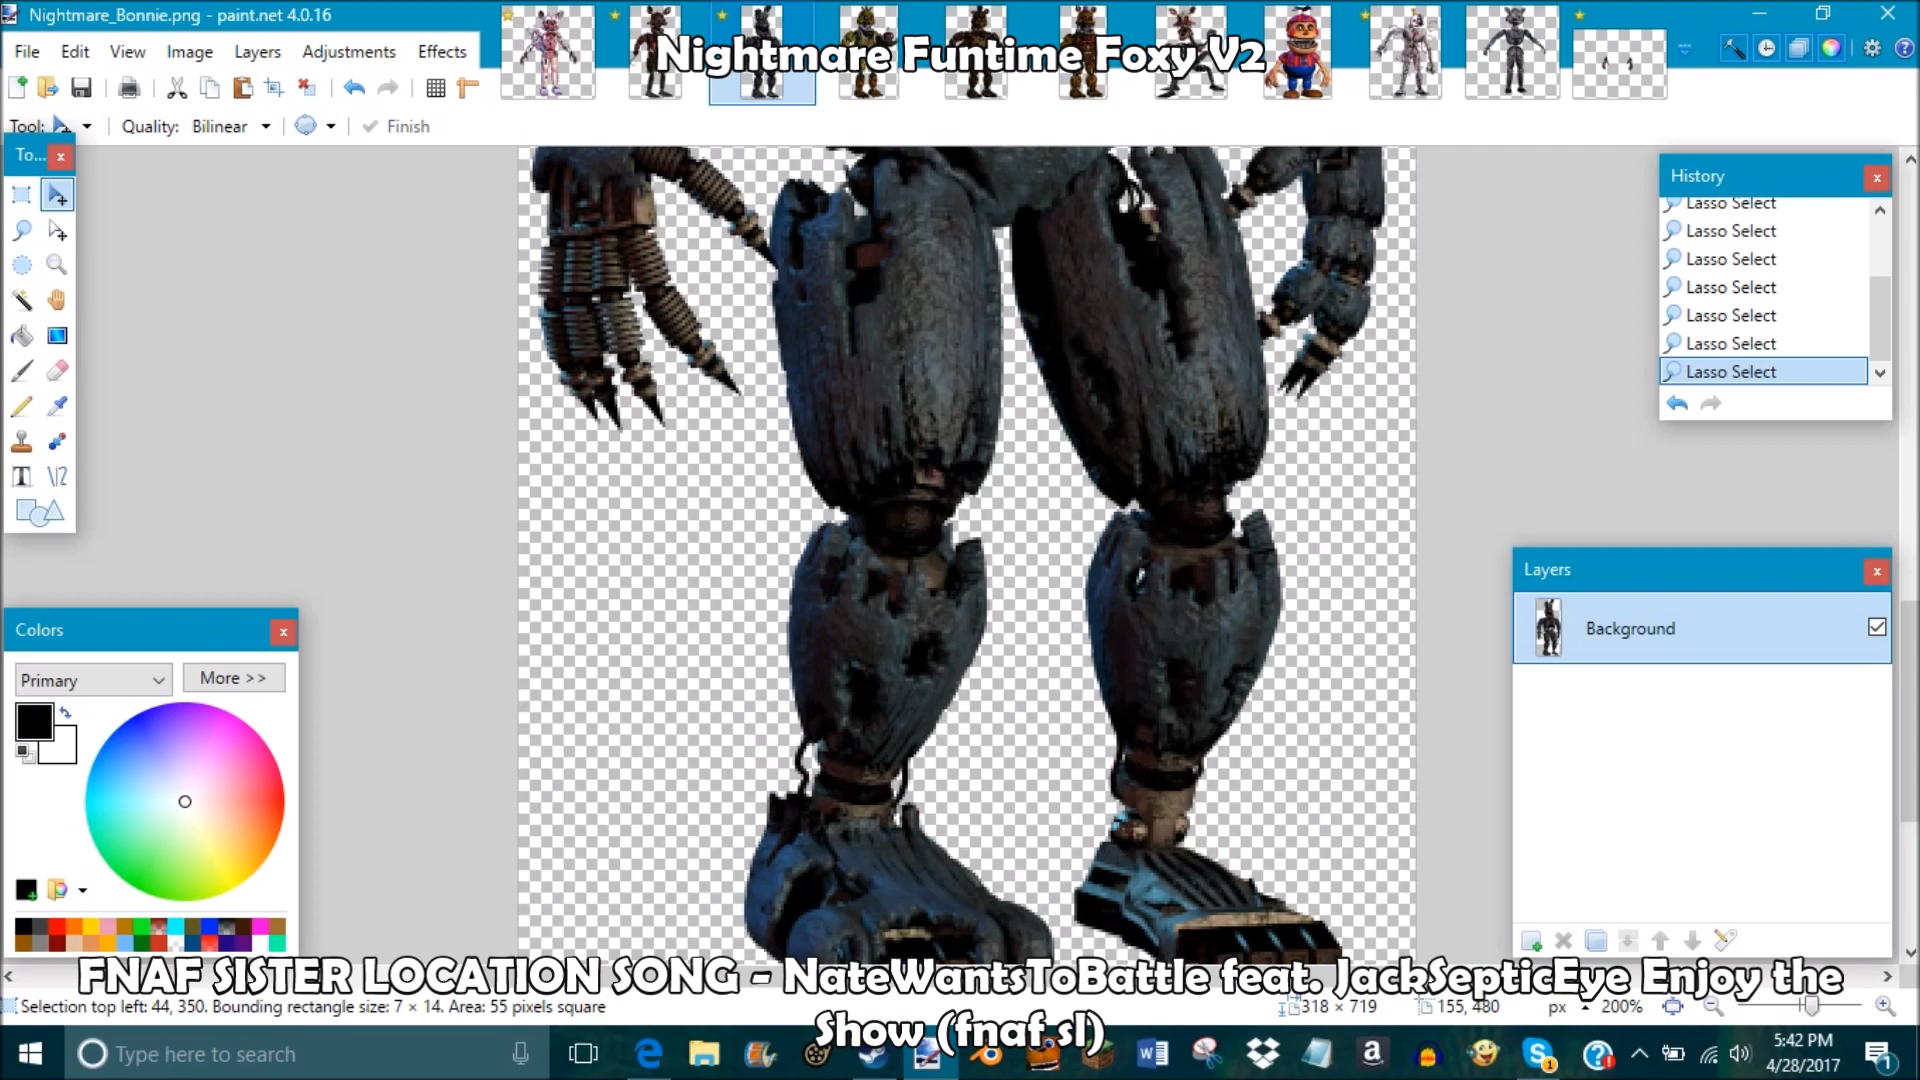 Nightmare_Bonnie.png - paint.net 4.0.16
File Edit View Image Layers Adjustments Effects
Nightmare Funtime Foxy V2
Tool: Quality: Bilinear Finish
To...
History
Lasso Select
Lasso Select
Lasso Select
Lasso Select
Lasso Select
Lasso Select
Lasso Select
Layers
Background
Colors
Primary More >>
FNAF SISTER LOCATION SONG - NateWantsToBattle feat. JackSepticEye Enjoy the
Show (fnaf sl)
Selection top left: 44, 350. Bounding rectangle size: 7 × 14. Area: 55 pixels square
318 × 719 155, 480 px 200%
Type here to search
5:42 PM
4/28/2017